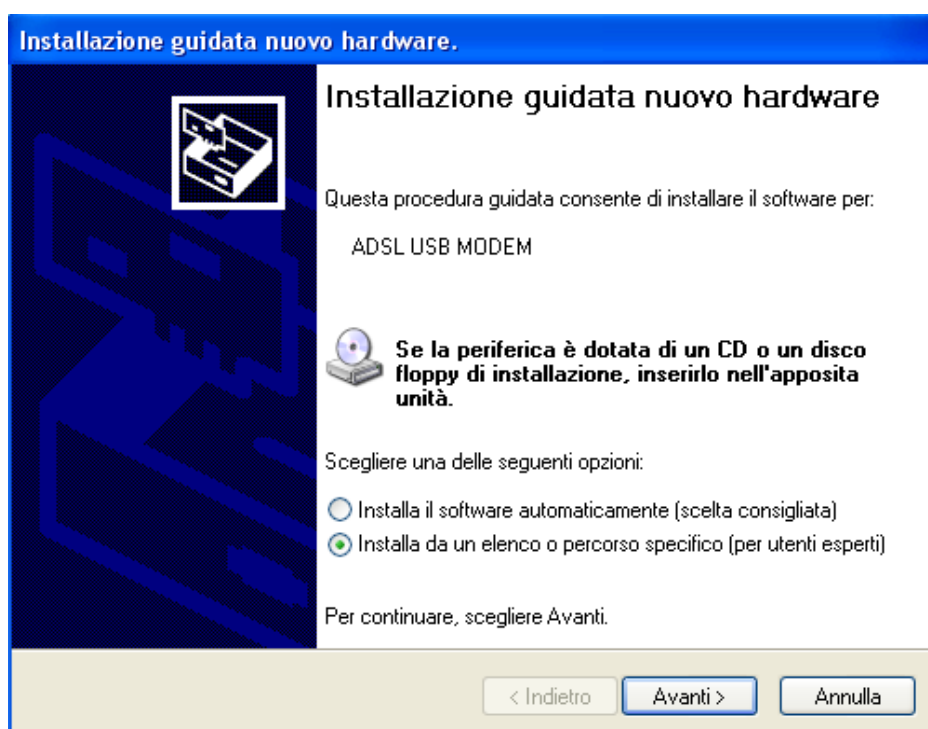 Installazione guidata nuovo hardware.
Installazione guidata nuovo hardware
Questa procedura guidata consente di installare il software per:
ADSL USB MODEM
Se la periferica è dotata di un CD o un disco
floppy di installazione, inserirlo nell'apposita
unità.
Scegliere una delle seguenti opzioni:
Installa il software automaticamente (scelta consigliata)
Installa da un elenco o percorso specifico (per utenti esperti)
Per continuare, scegliere Avanti.
< Indietro Avanti > Annulla